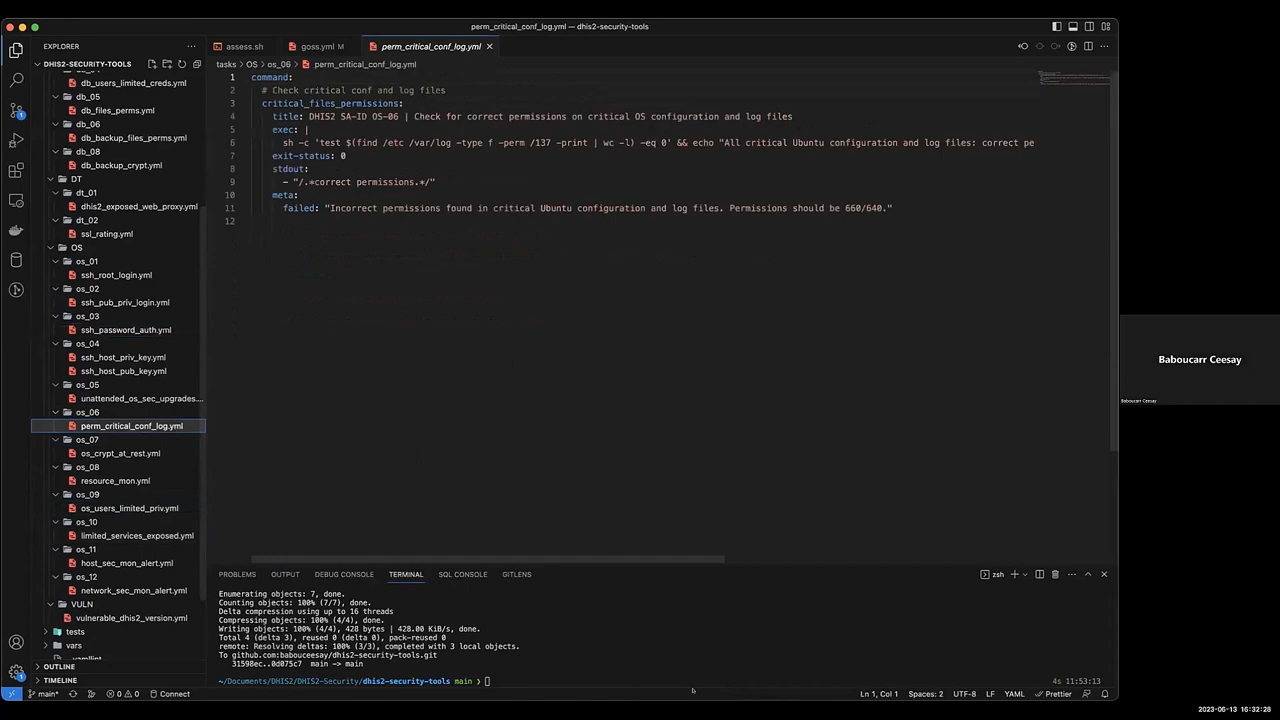 perm_critical_conf_log.yml — dhis2-security-tools
EXPLORER
DHIS2-SECURITY-TOOLS
db_users_limited_creds.yml
db_05
db_files_perms.yml
db_06
db_backup_files_perms.yml
db_08
db_backup_crypt.yml
DT
dt_01
dhis2_exposed_web_proxy.yml
dt_02
ssl_rating.yml
OS
os_01
ssh_root_login.yml
os_02
ssh_pub_priv_login.yml
os_03
ssh_password_auth.yml
os_04
ssh_host_priv_key.yml
ssh_host_pub_key.yml
os_05
unattended_os_sec_upgrades....
os_06
perm_critical_conf_log.yml
os_07
os_crypt_at_rest.yml
os_08
resource_mon.yml
os_09
os_users_limited_priv.yml
os_10
limited_services_exposed.yml
os_11
host_sec_mon_alert.yml
os_12
network_sec_mon_alert.yml
VULN
vulnerable_dhis2_version.yml
tests
vars
.yamllint
OUTLINE
TIMELINE
assess.sh goss.yml M perm_critical_conf_log.yml
tasks > OS > os_06 > perm_critical_conf_log.yml
1 command:
2 # Check critical conf and log files
3 critical_files_permissions:
4 title: DHIS2 SA-ID OS-06 | Check for correct permissions on critical OS configuration and log files
5 exec: |
6 sh -c 'test $(find /etc /var/log -type f -perm /137 -print | wc -l) -eq 0' && echo "All critical Ubuntu configuration and log files: correct pe
7 exit-status: 0
8 stdout:
9 - "/.*correct permissions.*/"
10 meta:
11 failed: "Incorrect permissions found in critical Ubuntu configuration and log files. Permissions should be 660/640."
12
PROBLEMS OUTPUT DEBUG CONSOLE TERMINAL SQL CONSOLE GITLENS
zsh
Enumerating objects: 7, done.
Counting objects: 100% (7/7), done.
Delta compression using up to 16 threads
Compressing objects: 100% (4/4), done.
Writing objects: 100% (4/4), 428 bytes | 428.00 KiB/s, done.
Total 4 (delta 3), reused 0 (delta 0), pack-reused 0
remote: Resolving deltas: 100% (3/3), completed with 3 local objects.
To github.com:babouceesay/dhis2-security-tools.git
31598ec..0d075c7 main -> main
~/Documents/DHIS2/DHIS2-Security/dhis2-security-tools main ❯
4s 11:53:13
main* 0 0 Connect
Ln 1, Col 1 Spaces: 2 UTF-8 LF YAML Prettier
Baboucarr Ceesay
Baboucarr Ceesay
2023-06-13 16:32:28